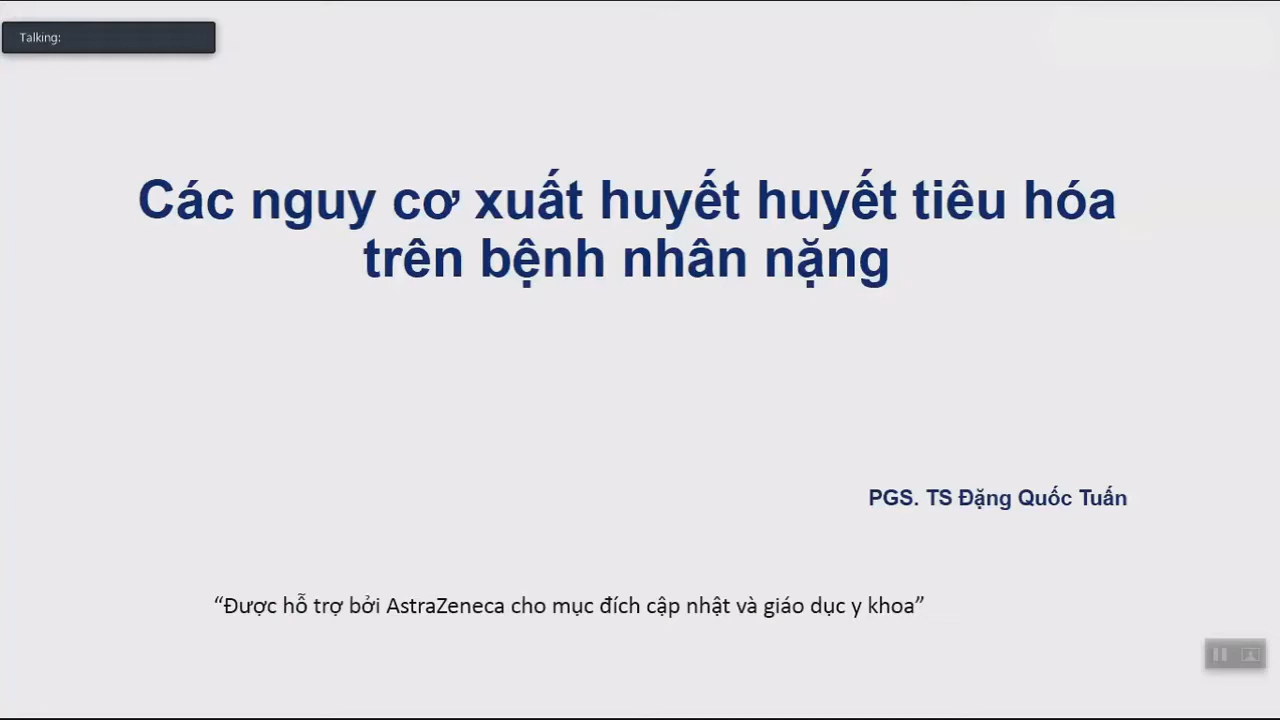 Talking:
Các nguy cơ xuất huyết huyết tiêu hóa
trên bệnh nhân nặng
PGS. TS Đặng Quốc Tuấn
“Được hỗ trợ bởi AstraZeneca cho mục đích cập nhật và giáo dục y khoa”